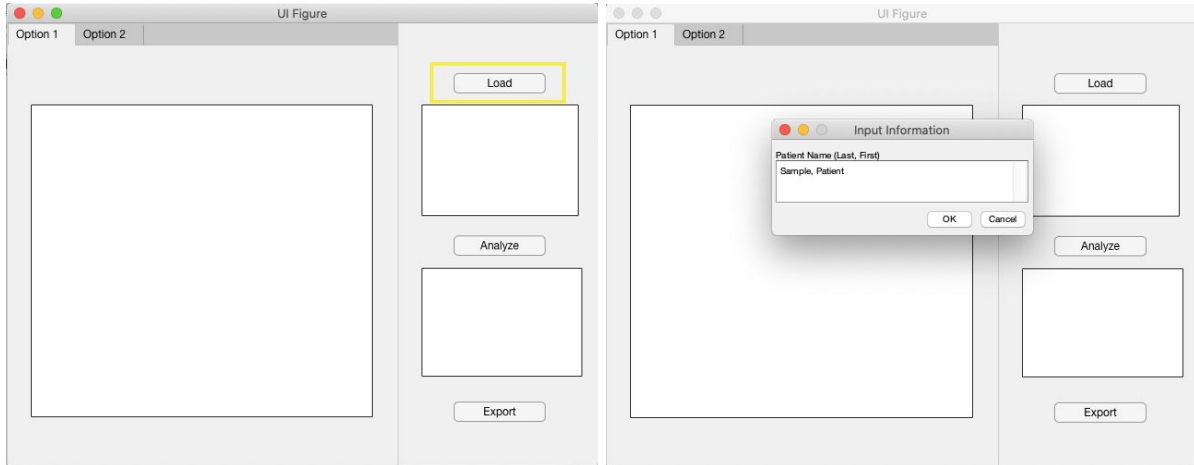 UI Figure
Option 1 Option 2
Load
Analyze
Export
UI Figure
Option 1 Option 2
Load
Input Information
Patient Name (Last, First)
Sample, Patient
OK Cancel
Analyze
Export